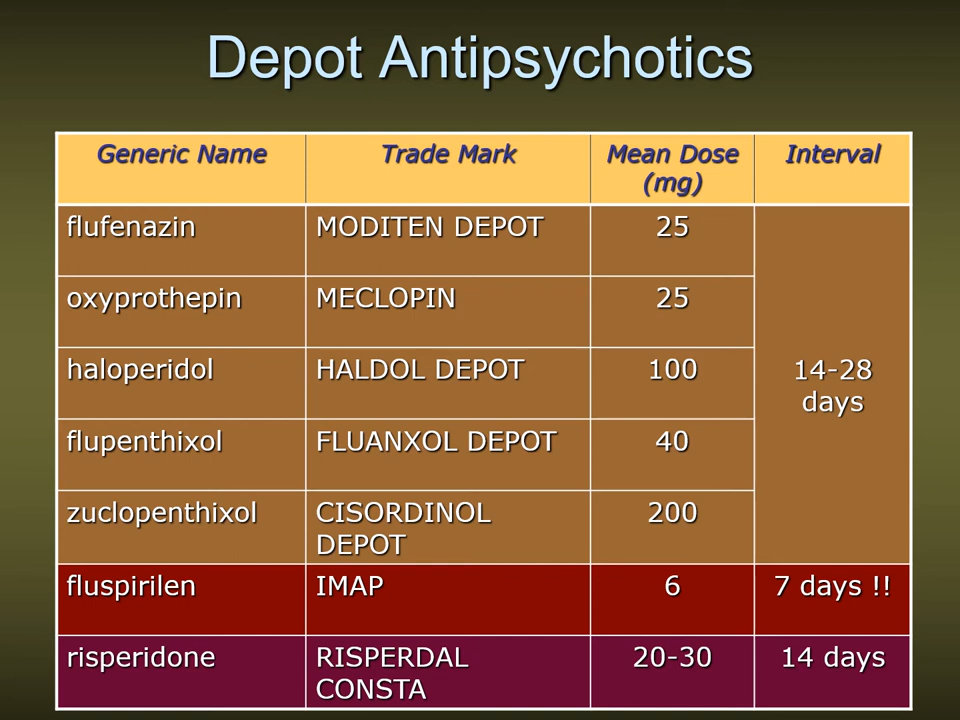 Depot Antipsychotics
Generic Name Trade Mark Mean Dose (mg) Interval
flufenazin MODITEN DEPOT 25
oxyprothepin MECLOPIN 25
haloperidol HALDOL DEPOT 100 14-28 days
flupenthixol FLUANXOL DEPOT 40
zuclopenthixol CISORDINOL DEPOT 200
fluspirilen IMAP 6 7 days !!
risperidone RISPERDAL CONSTA 20-30 14 days